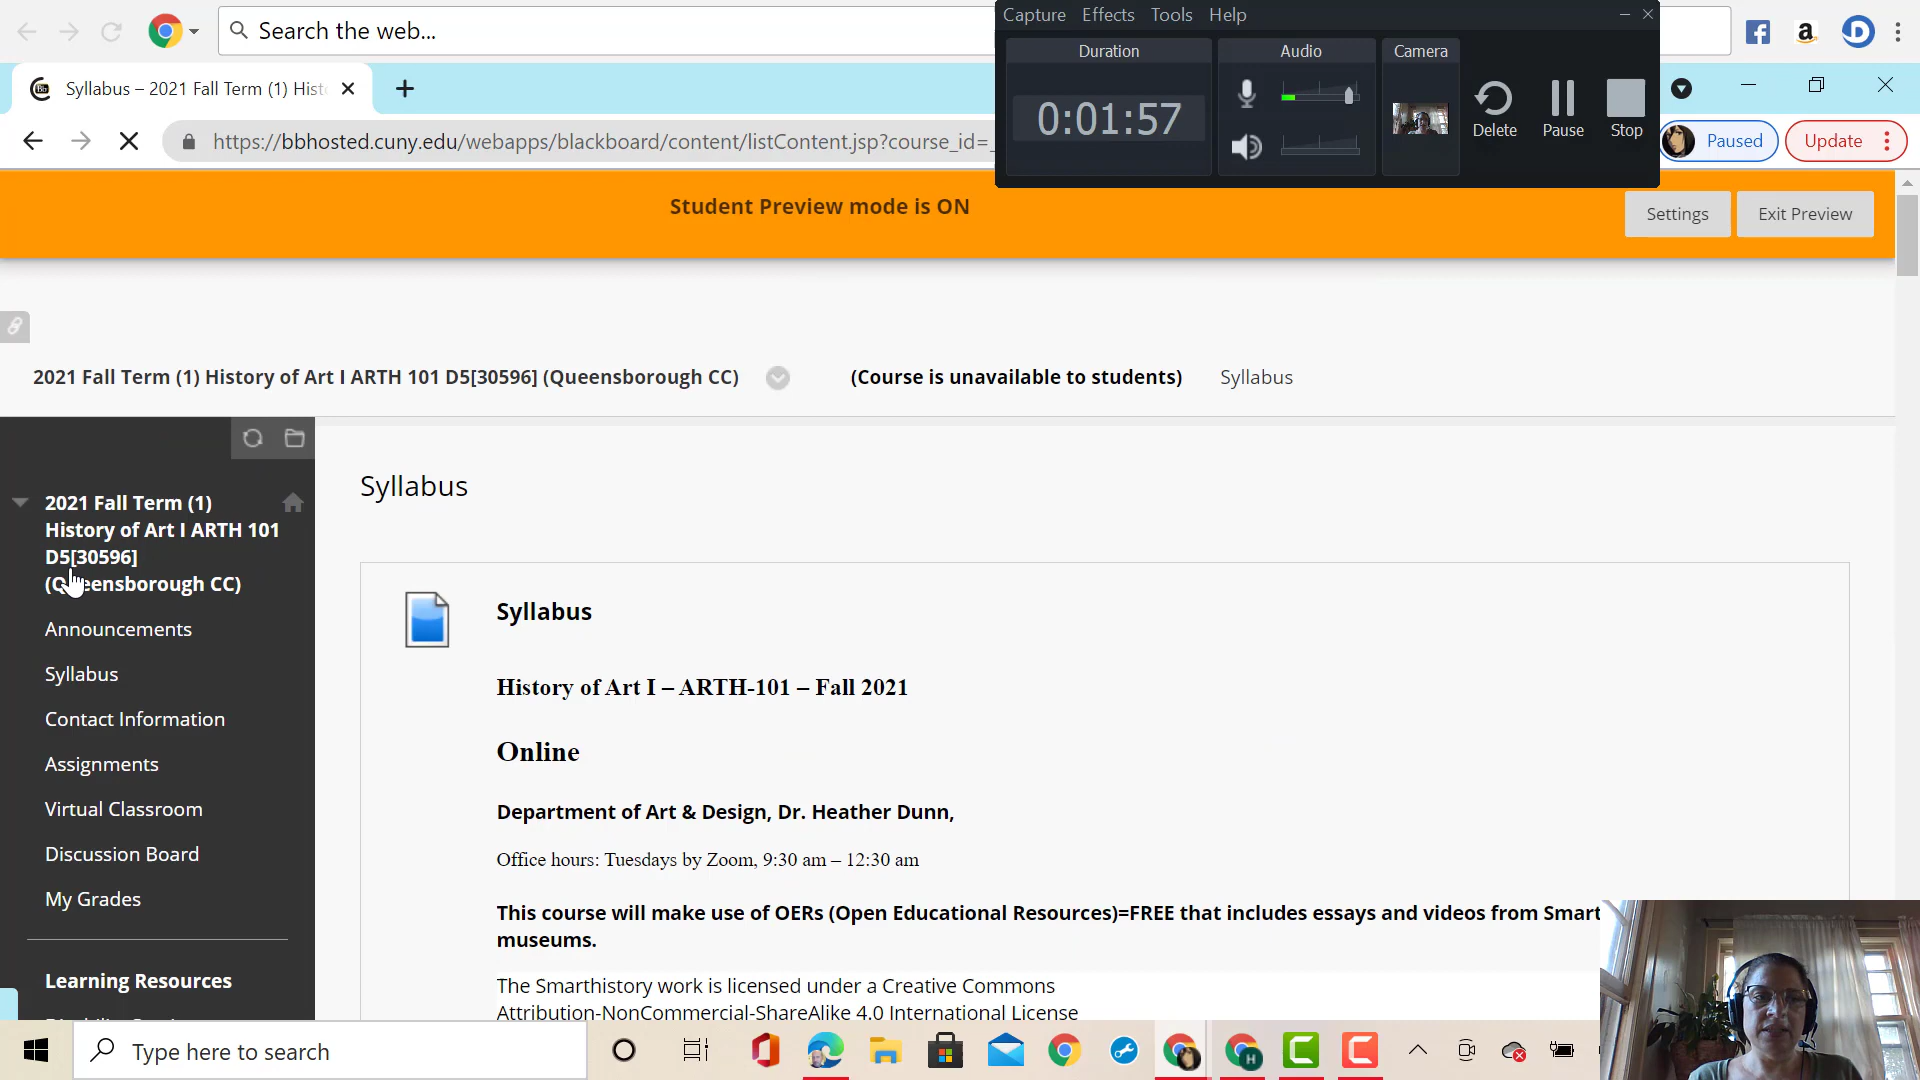 Search the web...
Capture Effects Tools Help
Duration
Audio
Camera
0:01:57
Delete
Pause
Stop
Syllabus – 2021 Fall Term (1) Hist
https://bbhosted.cuny.edu/webapps/blackboard/content/listContent.jsp?course_id=_
Paused
Update
Student Preview mode is ON
Settings
Exit Preview
2021 Fall Term (1) History of Art I ARTH 101 D5[30596] (Queensborough CC)
(Course is unavailable to students)
Syllabus
2021 Fall Term (1)
History of Art I ARTH 101
D5[30596]
(Queensborough CC)
Announcements
Syllabus
Contact Information
Assignments
Virtual Classroom
Discussion Board
My Grades
Learning Resources
Syllabus
Syllabus
History of Art I – ARTH-101 – Fall 2021
Online
Department of Art & Design, Dr. Heather Dunn,
Office hours: Tuesdays by Zoom, 9:30 am – 12:30 am
This course will make use of OERs (Open Educational Resources)=FREE that includes essays and videos from Smart
museums.
The Smarthistory work is licensed under a Creative Commons
Attribution-NonCommercial-ShareAlike 4.0 International License
Type here to search